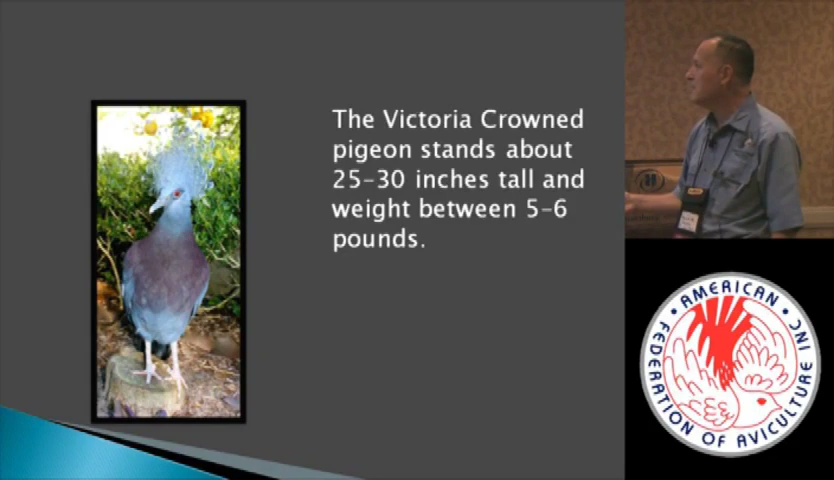 The Victoria Crowned
pigeon stands about
25-30 inches tall and
weight between 5-6
pounds.
AMERICAN
FEDERATION OF AVICULTURE INC